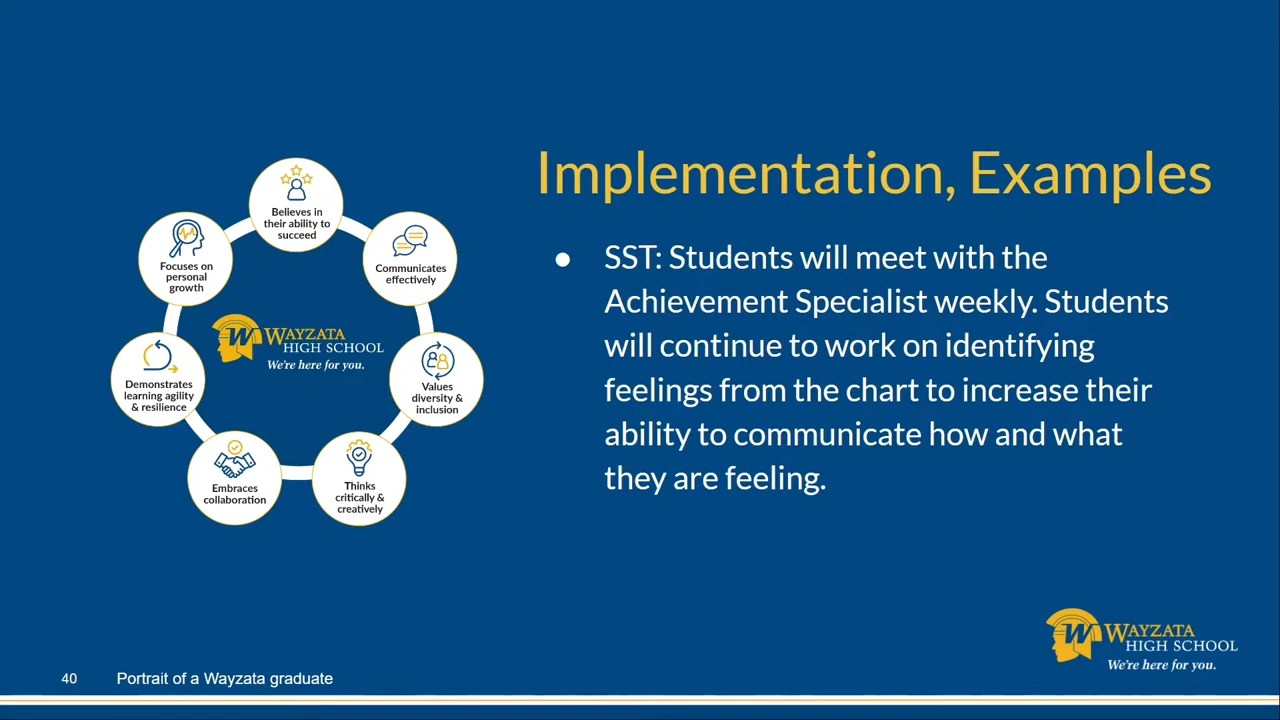 Implementation, Examples
● SST: Students will meet with the
Achievement Specialist weekly. Students
will continue to work on identifying
feelings from the chart to increase their
ability to communicate how and what
they are feeling.
Believes in
their ability to
succeed
Communicates
effectively
Values
diversity &
inclusion
Thinks
critically &
creatively
Embraces
collaboration
Demonstrates
learning agility
& resilience
Focuses on
personal
growth
W WAYZATA
HIGH SCHOOL
We're here for you.
W WAYZATA
HIGH SCHOOL
We're here for you.
40 Portrait of a Wayzata graduate